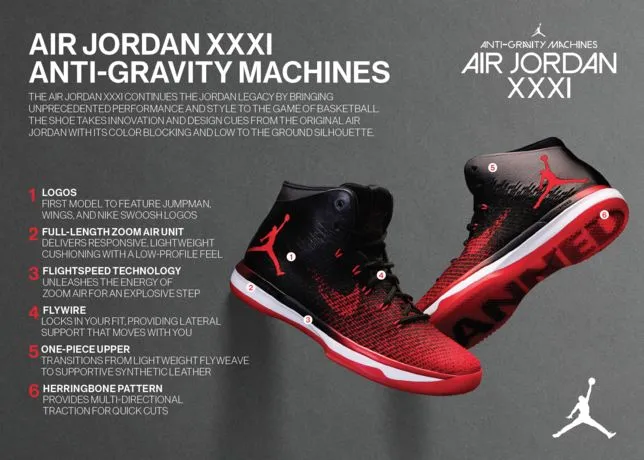 AIR JORDAN XXXI
ANTI-GRAVITY MACHINES
THE AIR JORDAN XXXI CONTINUES THE JORDAN LEGACY BY BRINGING
UNPRECEDENTED PERFORMANCE AND STYLE TO THE GAME OF BASKETBALL.
THE SHOE TAKES INNOVATION AND DESIGN CUES FROM THE ORIGINAL AIR
JORDAN WITH ITS COLOR BLOCKING AND LOW TO THE GROUND SILHOUETTE.
ANTI-GRAVITY MACHINES
AIR JORDAN
XXXI
1 LOGOS
FIRST MODEL TO FEATURE JUMPMAN,
WINGS, AND NIKE SWOOSH LOGOS
2 FULL-LENGTH ZOOM AIR UNIT
DELIVERS RESPONSIVE, LIGHTWEIGHT
CUSHIONING WITH A LOW-PROFILE FEEL
3 FLIGHTSPEED TECHNOLOGY
UNLEASHES THE ENERGY OF
ZOOM AIR FOR AN EXPLOSIVE STEP
4 FLYWIRE
LOCKS IN YOUR FIT, PROVIDING LATERAL
SUPPORT THAT MOVES WITH YOU
5 ONE-PIECE UPPER
TRANSITIONS FROM LIGHTWEIGHT FLYWEAVE
TO SUPPORTIVE SYNTHETIC LEATHER
6 HERRINGBONE PATTERN
PROVIDES MULTI-DIRECTIONAL
TRACTION FOR QUICK CUTS
1
2
3
4
5
6
BANNED